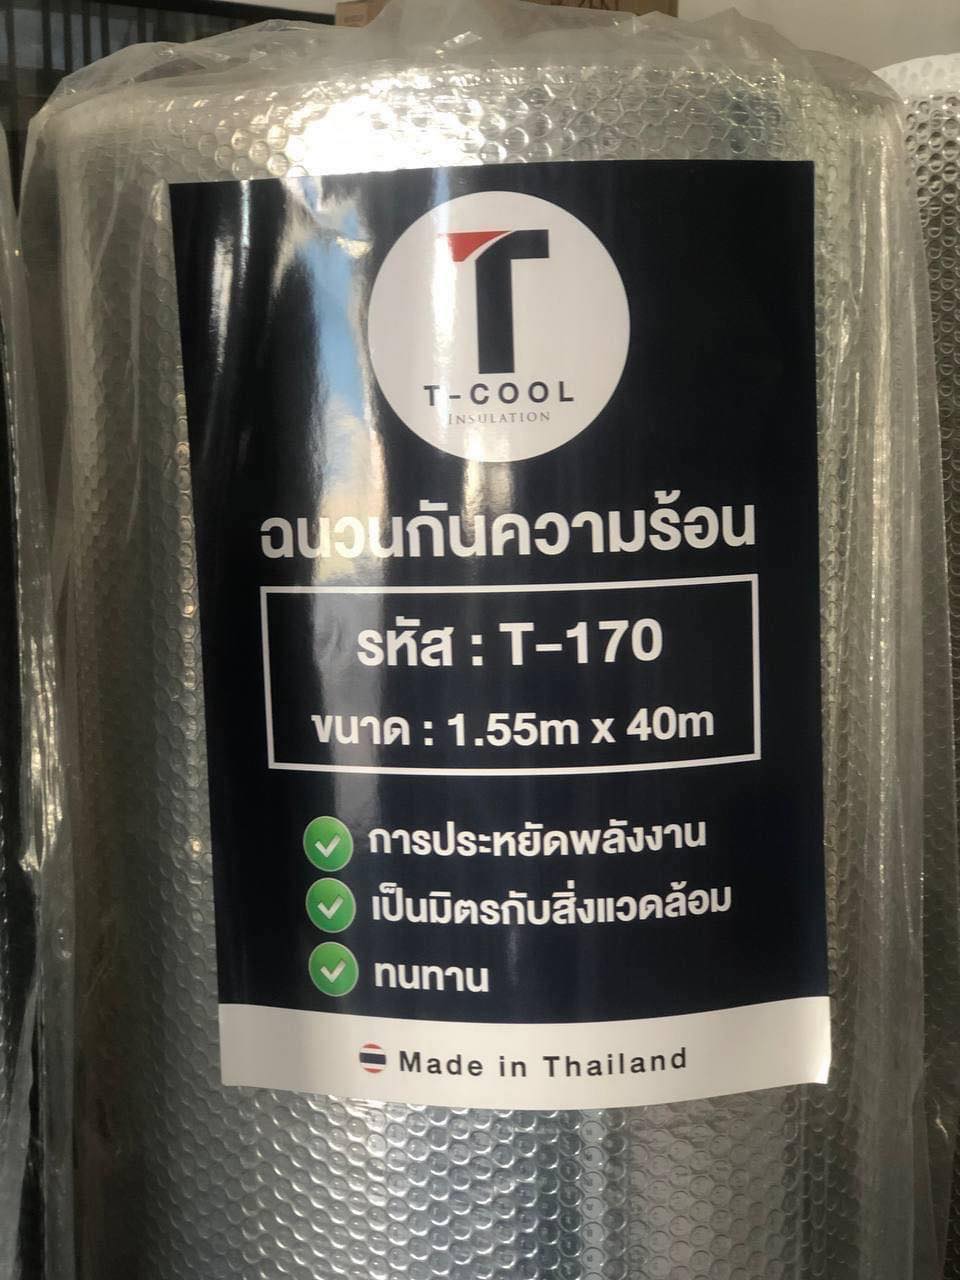 T-COOL
INSULATION
ฉนวนกันความร้อน
รหัส : T-170
ขนาด : 1.55m x 40m
การประหยัดพลังงาน
เป็นมิตรกับสิ่งแวดล้อม
ทนทาน
Made in Thailand